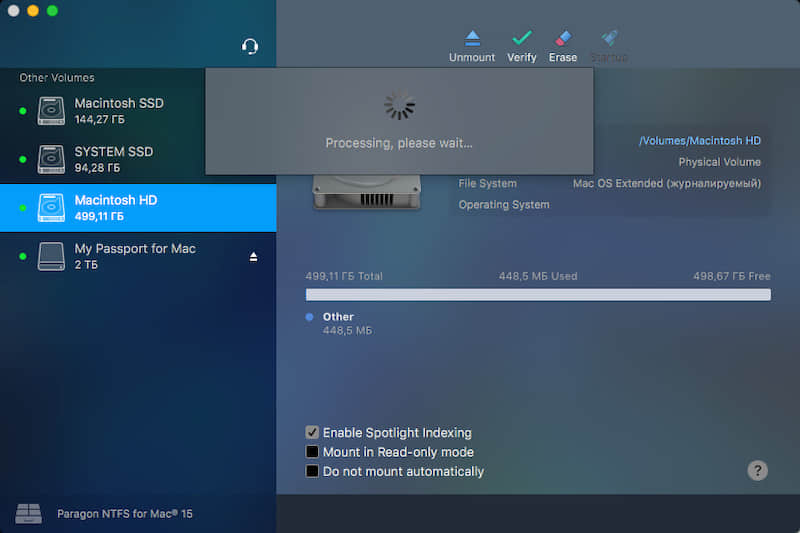 Unmount Verify Erase Startup
Other Volumes
Macintosh SSD
144,27 ГБ
SYSTEM SSD
94,28 ГБ
Macintosh HD
499,11 ГБ
My Passport for Mac
2 ТБ
Processing, please wait...
/Volumes/Macintosh HD
Physical Volume
File System Mac OS Extended (журналируемый)
Operating System
499,11 ГБ Total 448,5 МБ Used 498,67 ГБ Free
Other
448,5 МБ
Enable Spotlight Indexing
Mount in Read-only mode
Do not mount automatically
?
Paragon NTFS for Mac® 15